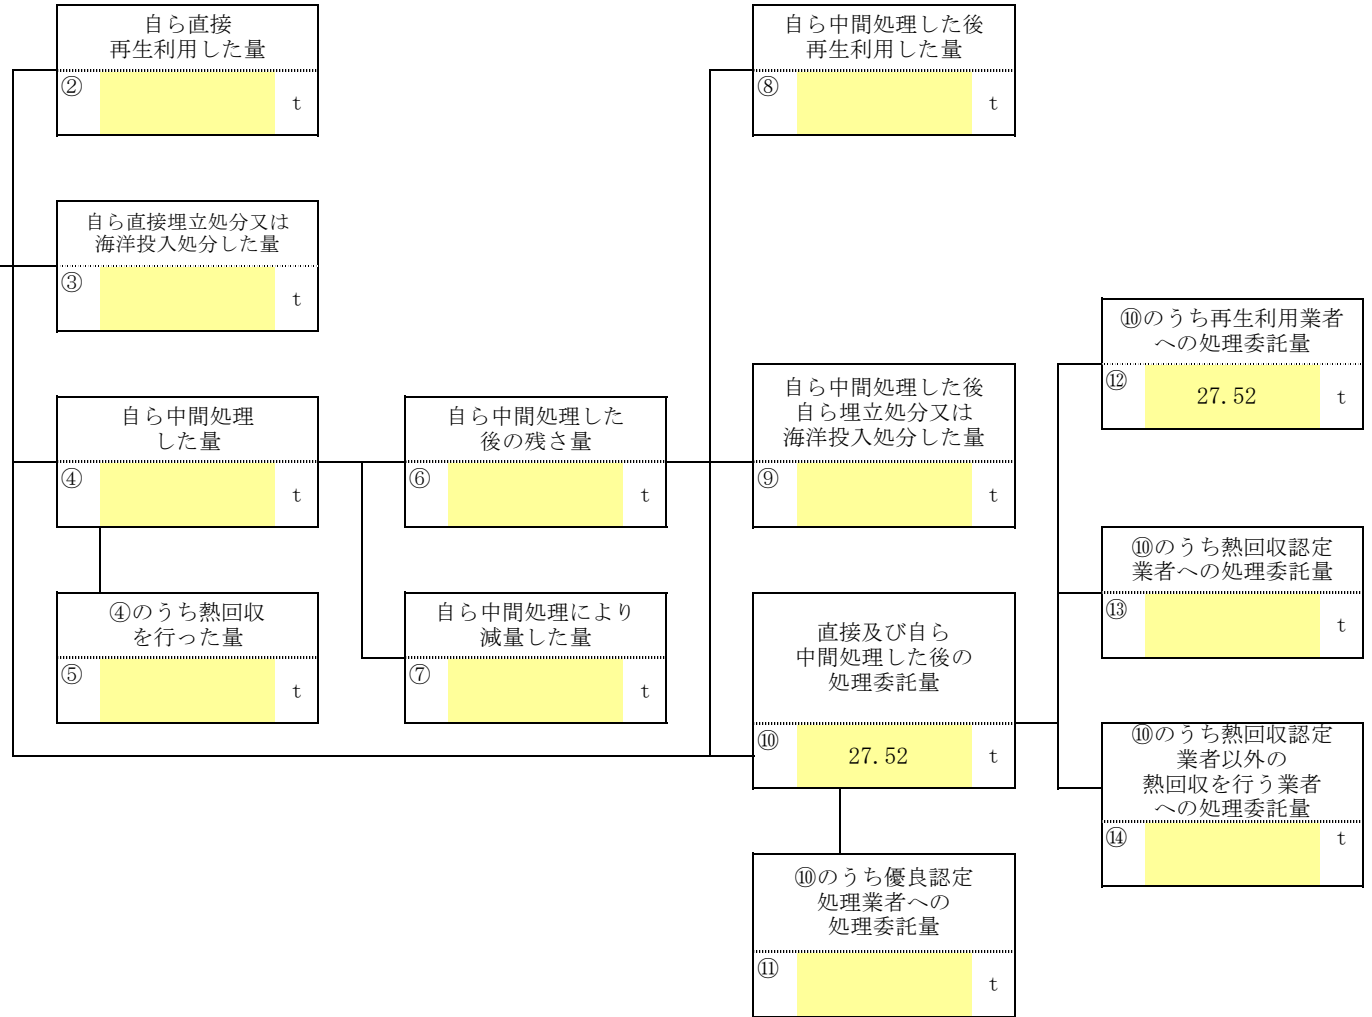 自ら直接
再生利用した量
②
t
自ら中間処理した後
再生利用した量
⑧
t
自ら直接埋立処分又は
海洋投入処分した量
③
t
⑩のうち再生利用業者
への処理委託量
⑫
27.52
t
自ら中間処理
した量
④
t
自ら中間処理した
後の残さ量
⑥
t
自ら中間処理した後
自ら埋立処分又は
海洋投入処分した量
⑨
t
⑩のうち熱回収認定
業者への処理委託量
⑬
t
④のうち熱回収
を行った量
⑤
t
自ら中間処理により
減量した量
⑦
t
直接及び自ら
中間処理した後の
処理委託量
⑩
27.52
t
⑩のうち熱回収認定
業者以外の
熱回収を行う業者
への処理委託量
⑭
t
⑩のうち優良認定
処理業者への
処理委託量
⑪
t